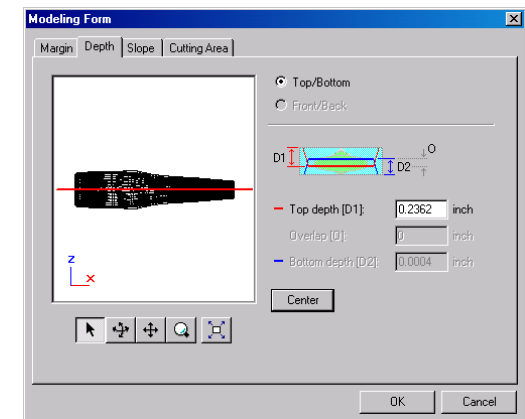 Modeling Form
Margin Depth Slope Cutting Area
Top/Bottom
Front/Back
D1 O
D2
Top depth [D1]: 0.2362 inch
Overlap [O]: 0 inch
Bottom depth [D2]: 0.0004 inch
Z
X
Center
OK Cancel